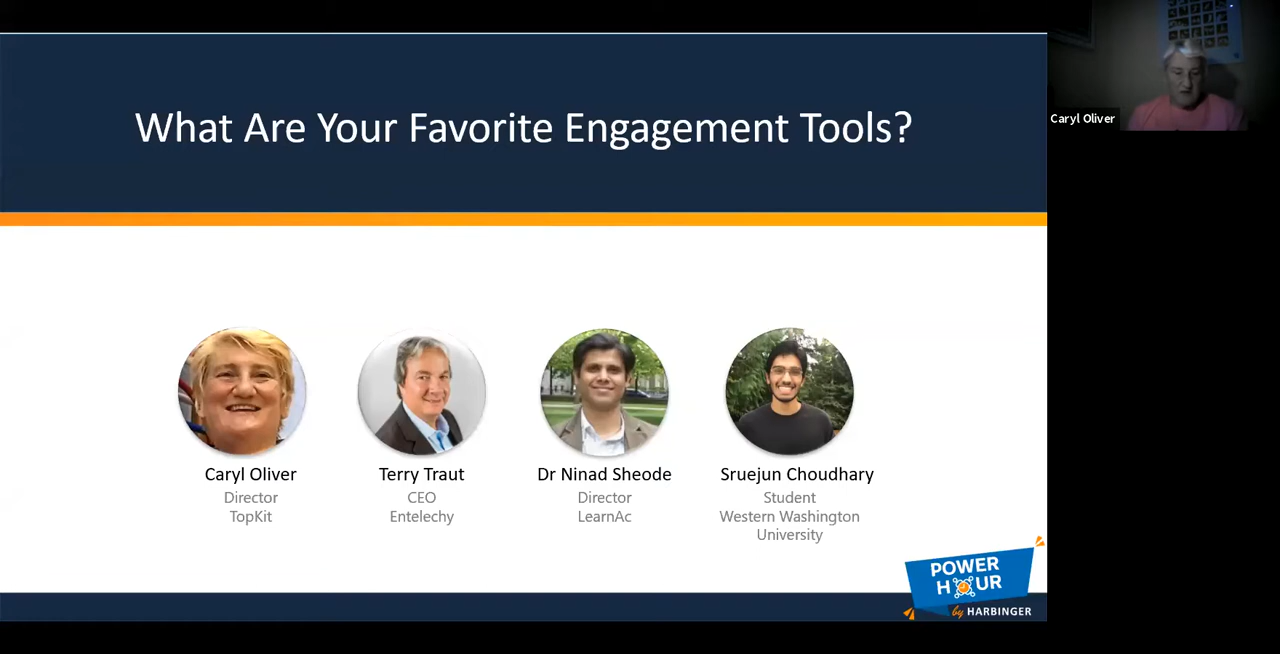 What Are Your Favorite Engagement Tools?
Caryl Oliver
Caryl Oliver
Director
TopKit
Terry Traut
CEO
Entelechy
Dr Ninad Sheode
Director
LearnAc
Sruejun Choudhary
Student
Western Washington
University
POWER
HOUR
by HARBINGER